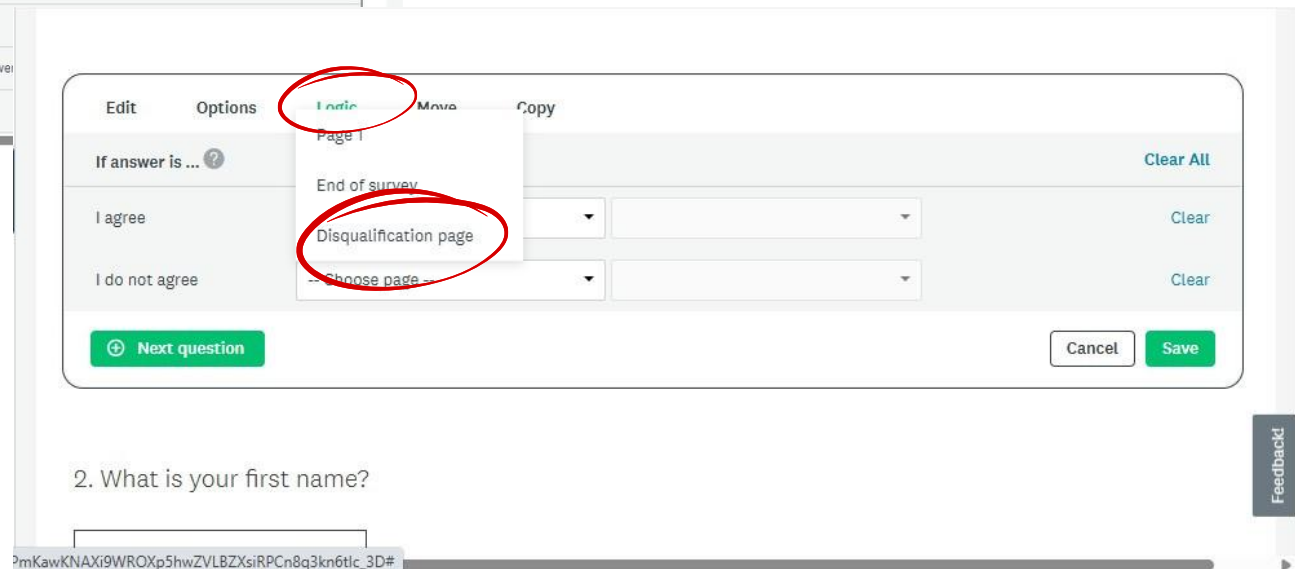 Edit Options Logic Move Copy
Page 1
If answer is ... ? Clear All
End of survey
I agree Clear
Disqualification page
I do not agree -- Choose page -- Clear
Next question Cancel Save
Feedback!
2. What is your first name?